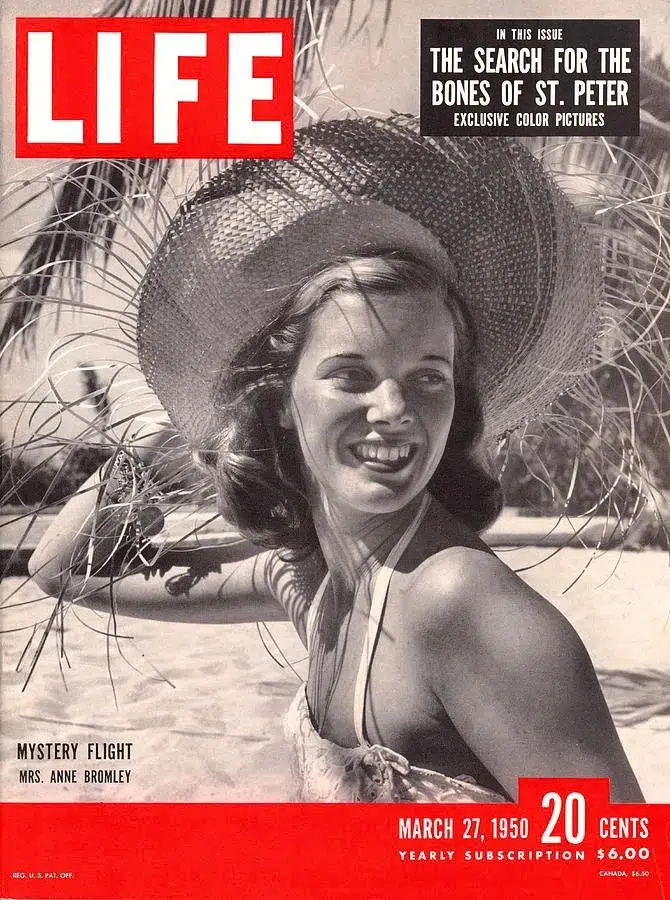 LIFE
IN THIS ISSUE
THE SEARCH FOR THE
BONES OF ST. PETER
EXCLUSIVE COLOR PICTURES
MYSTERY FLIGHT
MRS. ANNE BROMLEY
MARCH 27, 1950 20 CENTS
YEARLY SUBSCRIPTION $6.00
REG. U. S. PAT. OFF.
CANADA, $6.50